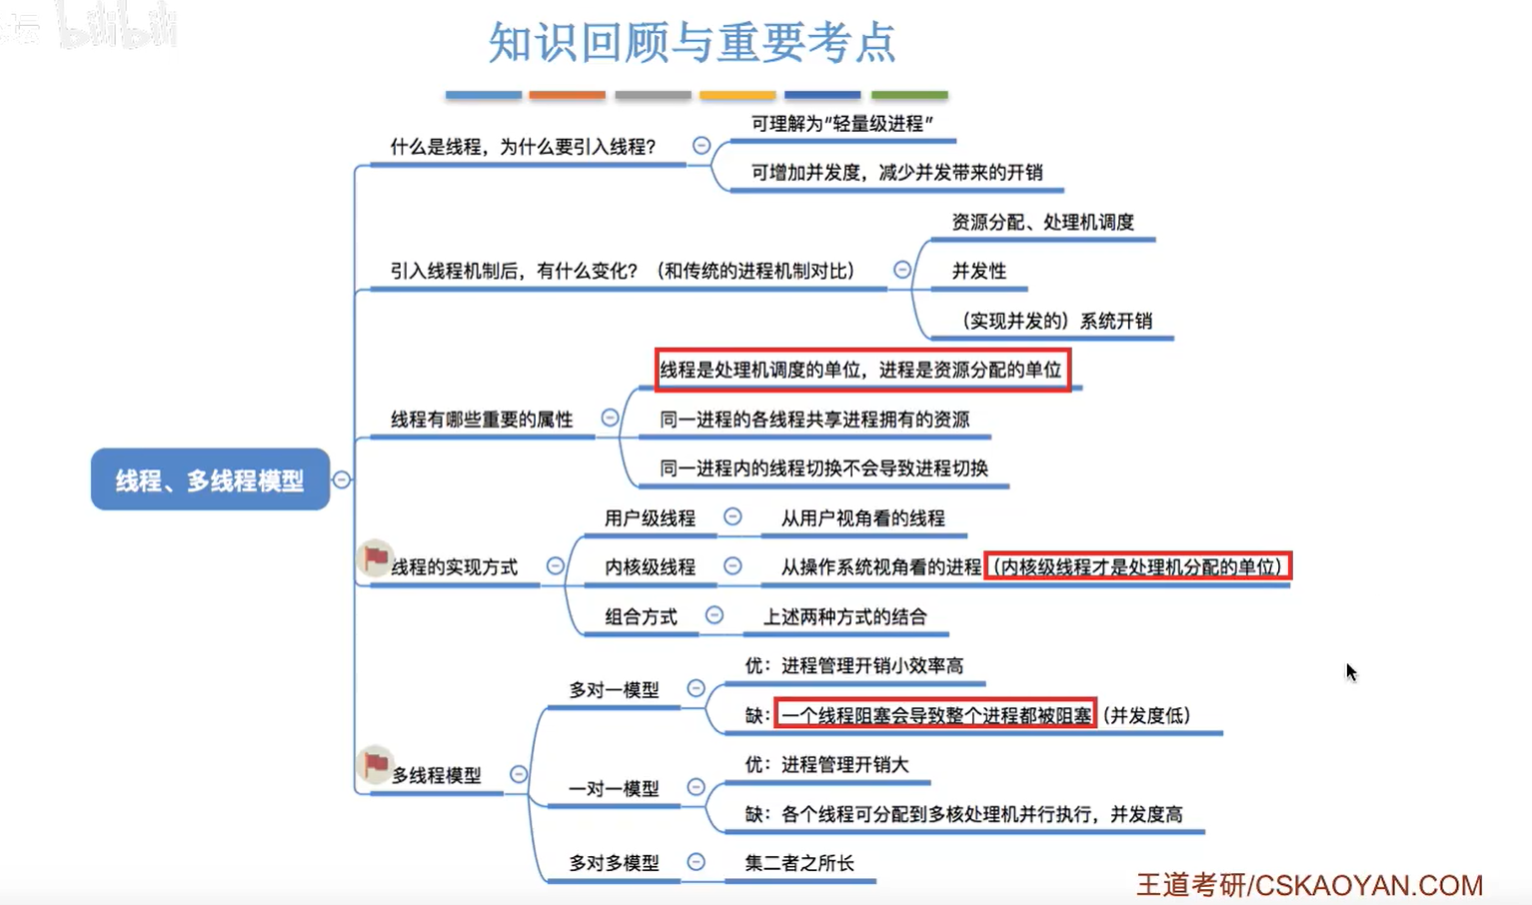 坛 bilibili
知识回顾与重要考点
什么是线程，为什么要引入线程？
可理解为“轻量级进程”
可增加并发度，减少并发带来的开销
引入线程机制后，有什么变化？（和传统的进程机制对比）
资源分配、处理机调度
并发性
（实现并发的）系统开销
线程有哪些重要的属性
线程是处理机调度的单位，进程是资源分配的单位
同一进程的各线程共享进程拥有的资源
同一进程内的线程切换不会导致进程切换
线程、多线程模型
线程的实现方式
用户级线程
从用户视角看的线程
内核级线程
从操作系统视角看的进程（内核级线程才是处理机分配的单位）
组合方式
上述两种方式的结合
多线程模型
多对一模型
优：进程管理开销小效率高
缺：一个线程阻塞会导致整个进程都被阻塞（并发度低）
一对一模型
优：进程管理开销大
缺：各个线程可分配到多核处理机并行执行，并发度高
多对多模型
集二者之所长
王道考研/CSKAOYAN.COM